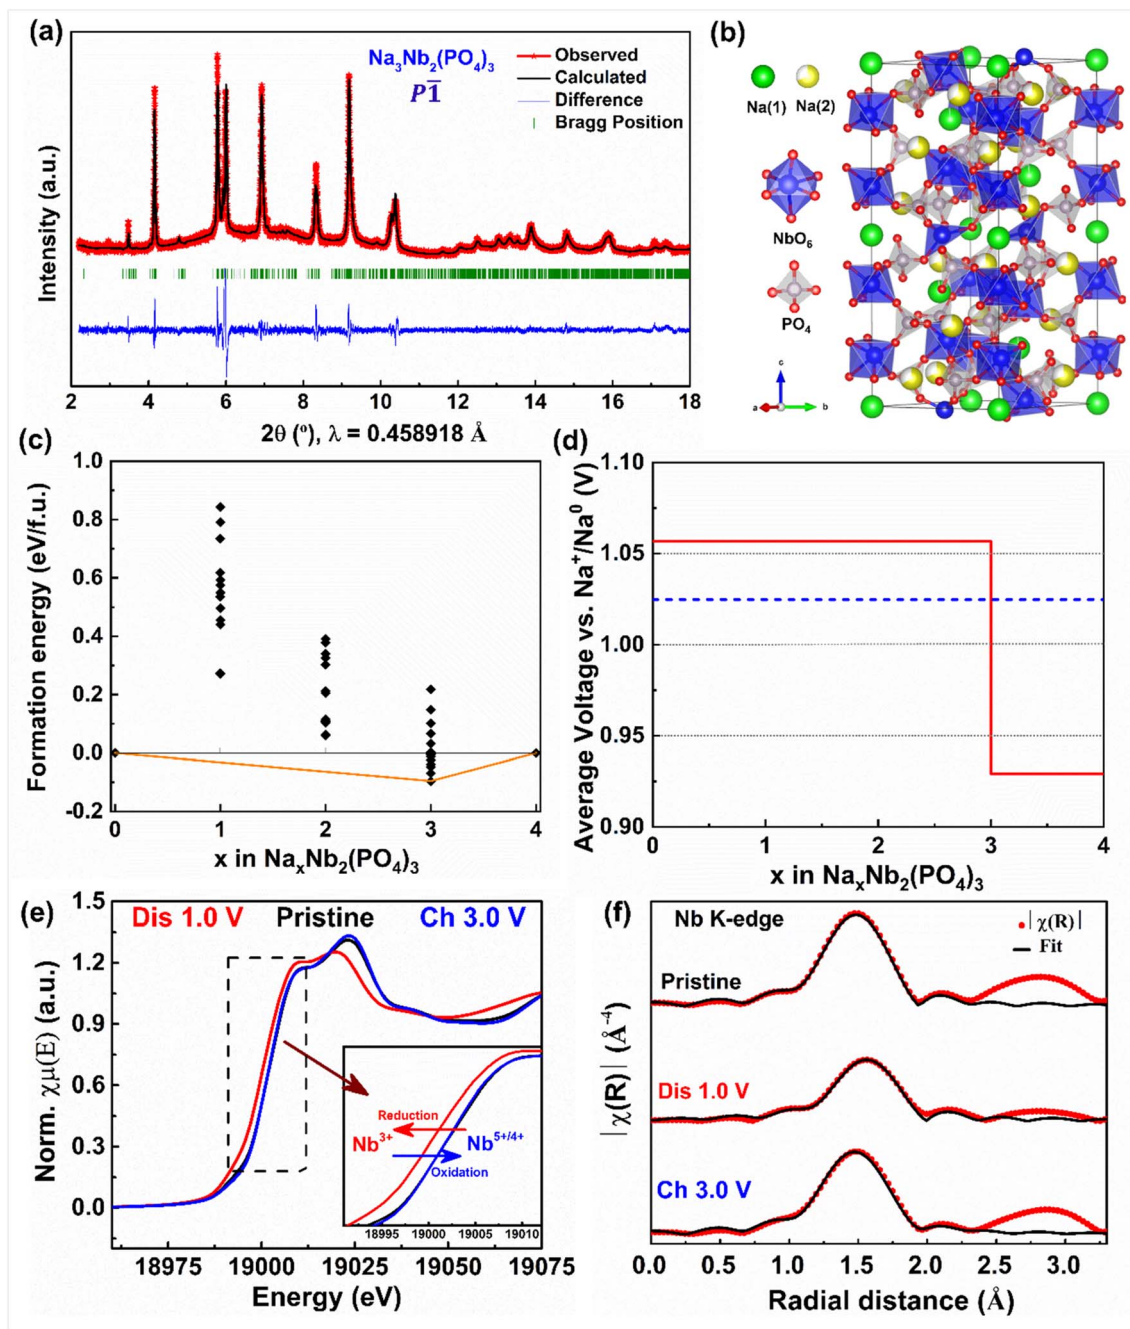 (a)
Na₃Nb₂(PO₄)₃
P1̅
Observed
Calculated
Difference
Bragg Position
Intensity (a.u.)
2 4 6 8 10 12 14 16 18
2θ (º), λ = 0.458918 Å
(b)
Na(1) Na(2)
NbO₆
PO₄
c
a b
(c)
1.0
0.8
0.6
0.4
0.2
0.0
-0.2
Formation energy (eV/f.u.)
0 1 2 3 4
x in NaₓNb₂(PO₄)₃
(d)
1.10
1.05
1.00
0.95
0.90
Average Voltage vs. Na⁺/Na⁰ (V)
0 1 2 3 4
x in NaₓNb₂(PO₄)₃
(e)
Dis 1.0 V Pristine Ch 3.0 V
1.5
1.2
0.9
0.6
0.3
0.0
Norm. χμ(E) (a.u.)
Reduction
Nb³⁺ Nb⁵⁺/⁴⁺
Oxidation
18995 19000 19005 19010
18975 19000 19025 19050 19075
Energy (eV)
(f)
Nb K-edge
|χ(R)|
Fit
Pristine
Dis 1.0 V
Ch 3.0 V
|χ(R)| (Å⁻⁴)
0.0 0.5 1.0 1.5 2.0 2.5 3.0
Radial distance (Å)